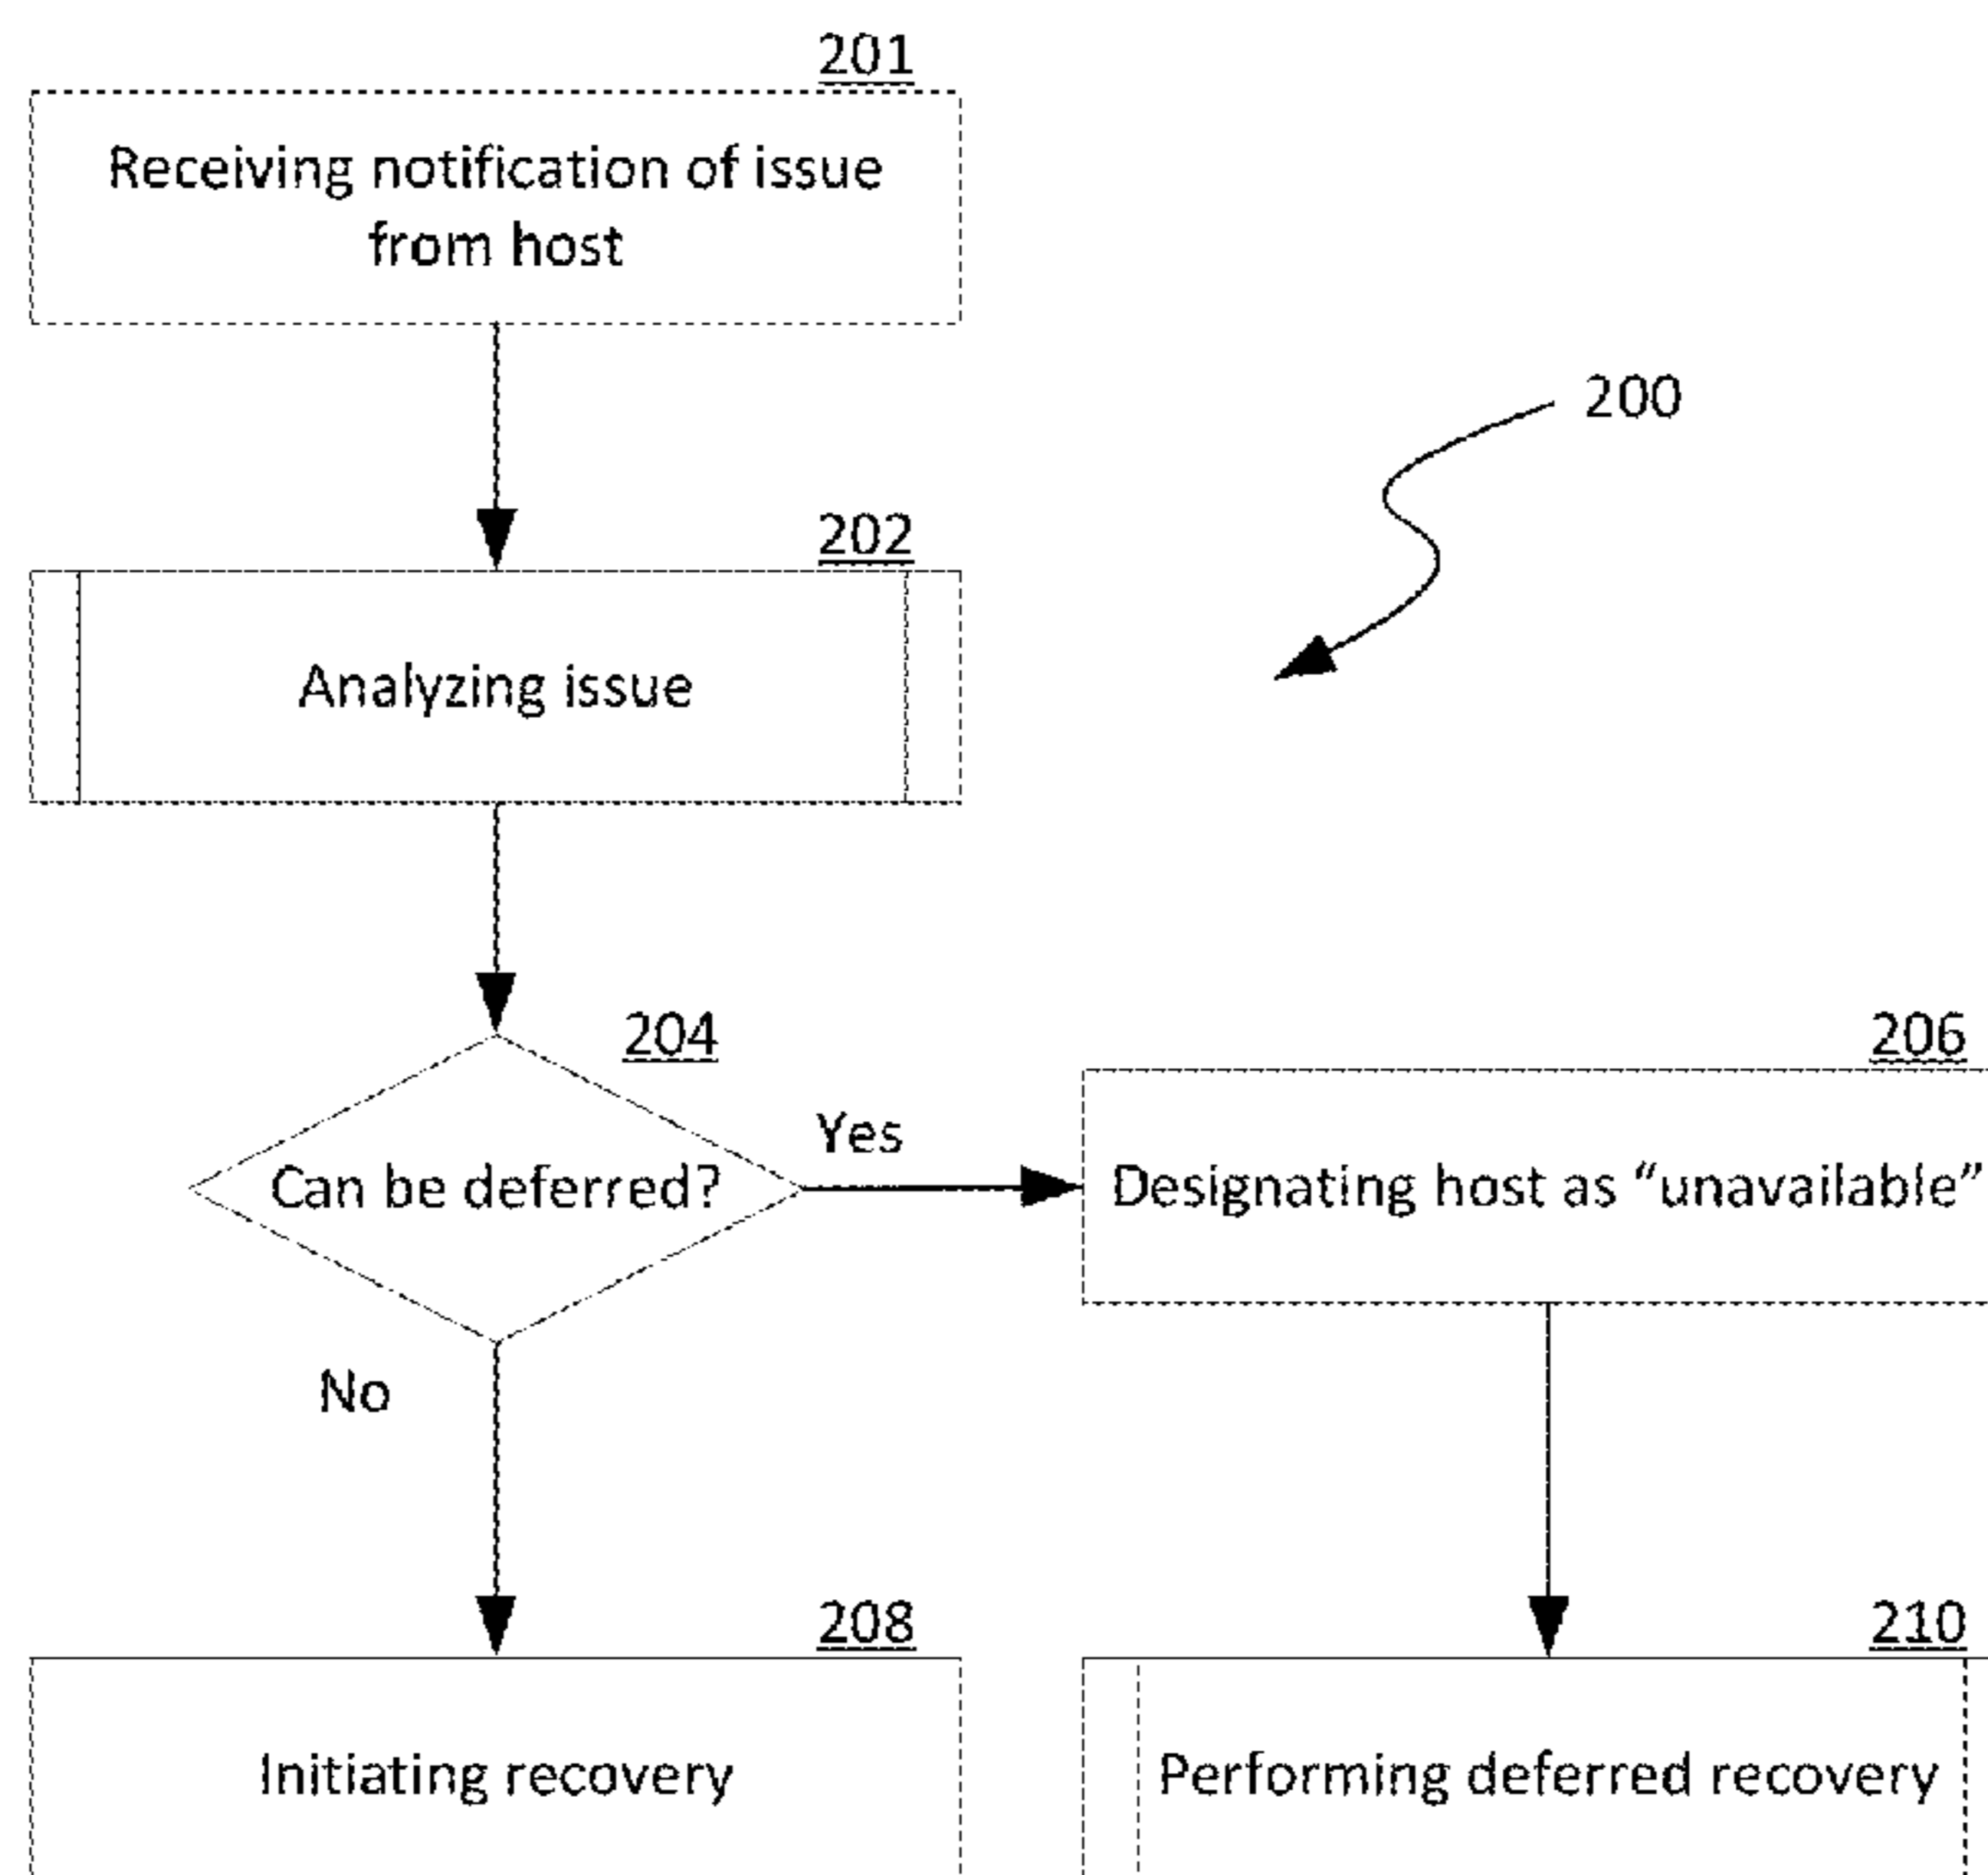 201
Receiving notification of issue
from host
200
202
Analyzing issue
204
Can be deferred?
Yes
206
Designating host as “unavailable”
No
208
Initiating recovery
210
Performing deferred recovery